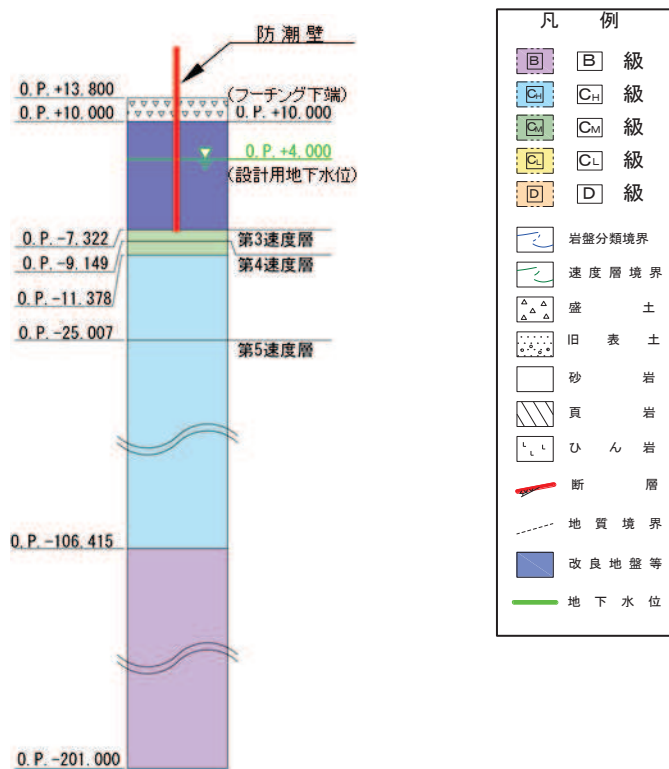 防潮壁
O.P.+13.800
(フーチング下端)
O.P.+10.000
O.P.+10.000
O.P.+4.000
(設計用地下水位)
O.P.-7.322
第3速度層
O.P.-9.149
第4速度層
O.P.-11.378
O.P.-25.007
第5速度層
O.P.-106.415
O.P.-201.000
凡 例
B B 級
CH CH 級
CM CM 級
CL CL 級
D D 級
岩盤分類境界
速度層境界
盛土
旧表土
砂岩
頁岩
ひん岩
断層
地質境界
改良地盤等
地下水位